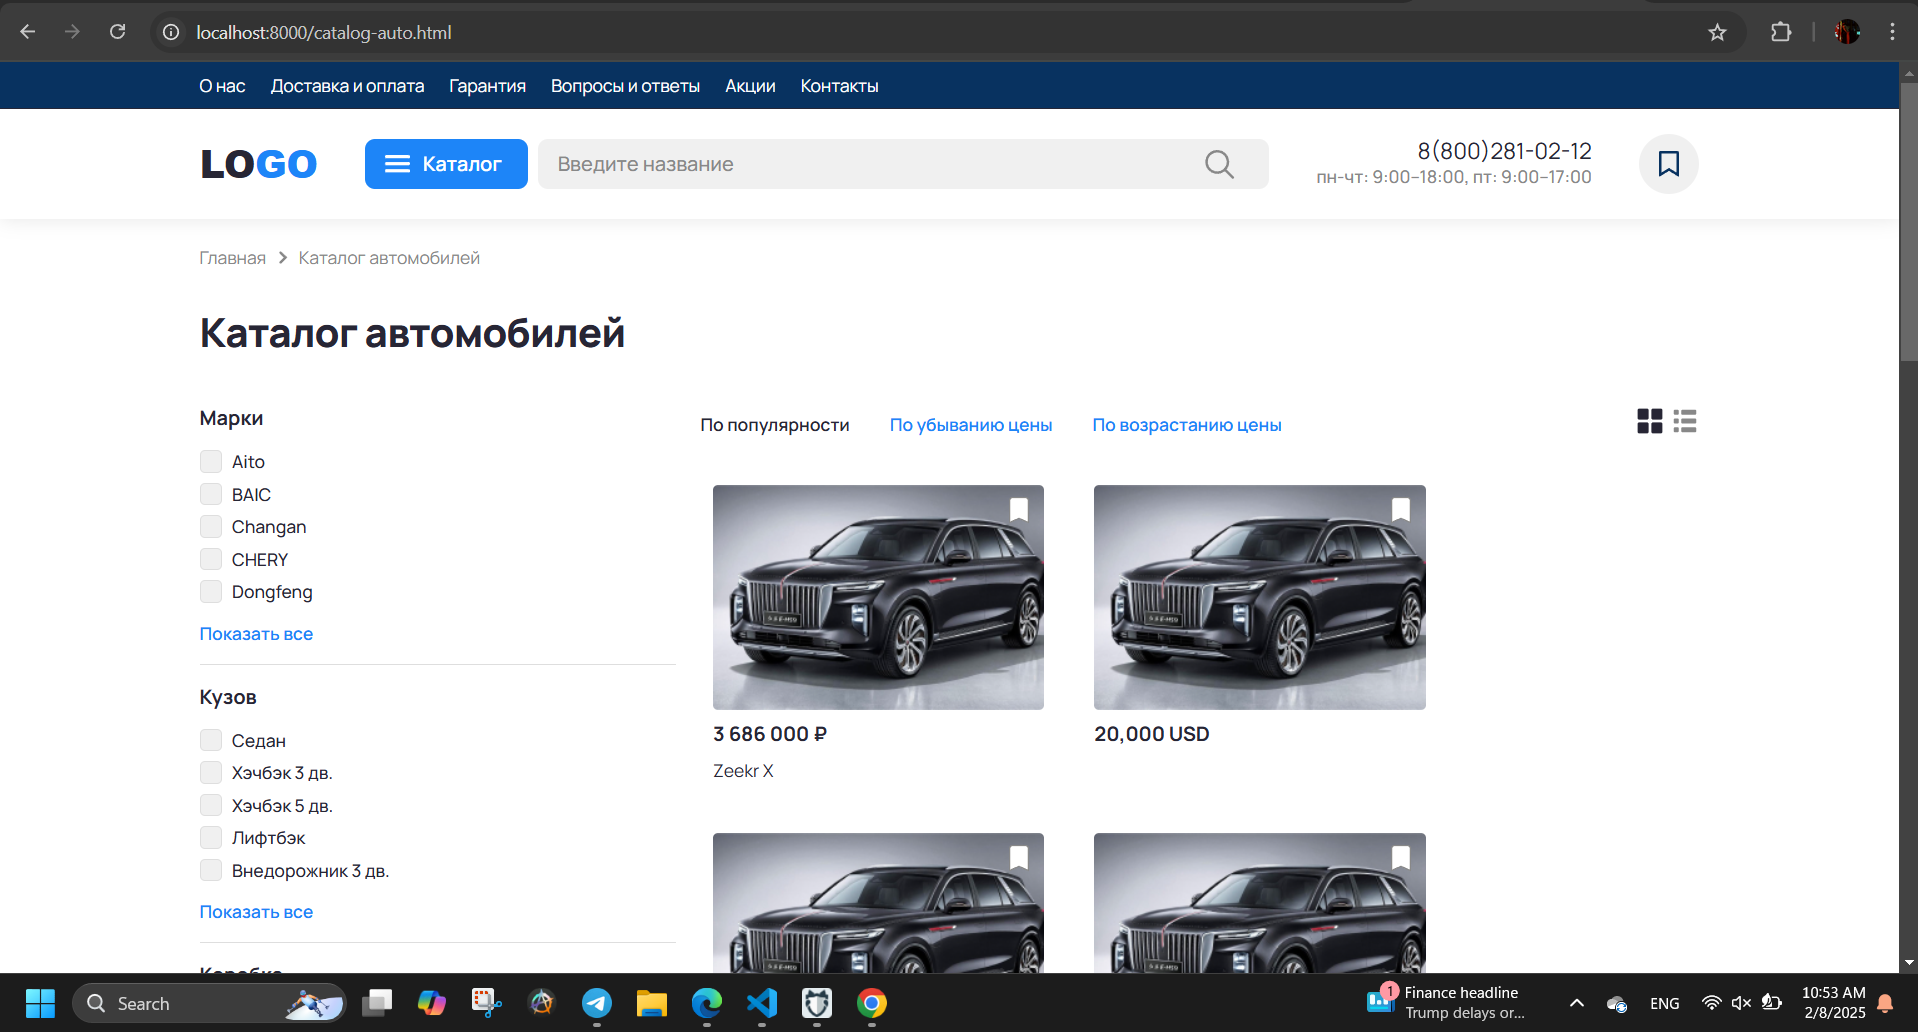 localhost:8000/catalog-auto.html
О нас Доставка и оплата Гарантия Вопросы и ответы Акции Контакты
LOGO Каталог Введите название 8(800)281-02-12
пн-чт: 9:00–18:00, пт: 9:00–17:00
Главная Каталог автомобилей
Каталог автомобилей
Марки
Aito
BAIC
Changan
CHERY
Dongfeng
Показать все
Кузов
Седан
Хэчбэк 3 дв.
Хэчбэк 5 дв.
Лифтбэк
Внедорожник 3 дв.
Показать все
Коробка
По популярности По убыванию цены По возрастанию цены
3 686 000 ₽
Zeekr X
20,000 USD
Search
1
Finance headline
Trump delays or...
ENG
10:53 AM
2/8/2025